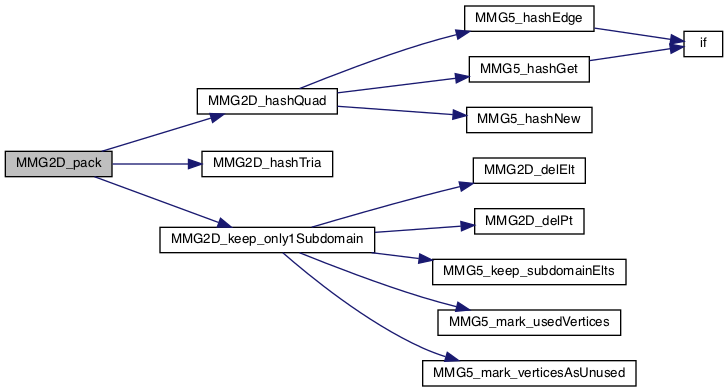 MMG2D_pack
MMG2D_hashQuad
MMG5_hashEdge
if
MMG5_hashGet
MMG5_hashNew
MMG2D_hashTria
MMG2D_keep_only1Subdomain
MMG2D_delElt
MMG2D_delPt
MMG5_keep_subdomainElts
MMG5_mark_usedVertices
MMG5_mark_verticesAsUnused